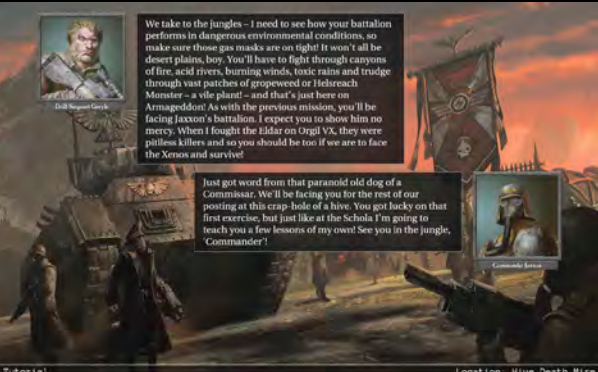 We take to the jungles – I need to see how your battalion
performs in dangerous environmental conditions, so
make sure those gas masks are on tight! It won't all be
desert plains, boy. You'll have to fight through canyons
of fire, acid rivers, burning winds, toxic rains and trudge
through vast patches of gropeweed or Helsreach
Monster – a vile plant! – and that's just here on
Armageddon! As with the previous mission, you'll be
facing Jaxxon's battalion. I expect you to show him no
mercy. When I fought the Eldar on Orgil VX, they were
pitiless killers and so you should be too if we are to face
the Xenos and survive!
Drill Sergeant
Just got word from that paranoid old dog of a
Commissar. We'll be facing you for the rest of our
posting at this crap-hole of a hive. You got lucky on that
first exercise, but just like at the Schola I'm going to
teach you a few lessons of my own! See you in the jungle,
'Commander'!
Commander
Tutorial
Location: Hive Death Mire